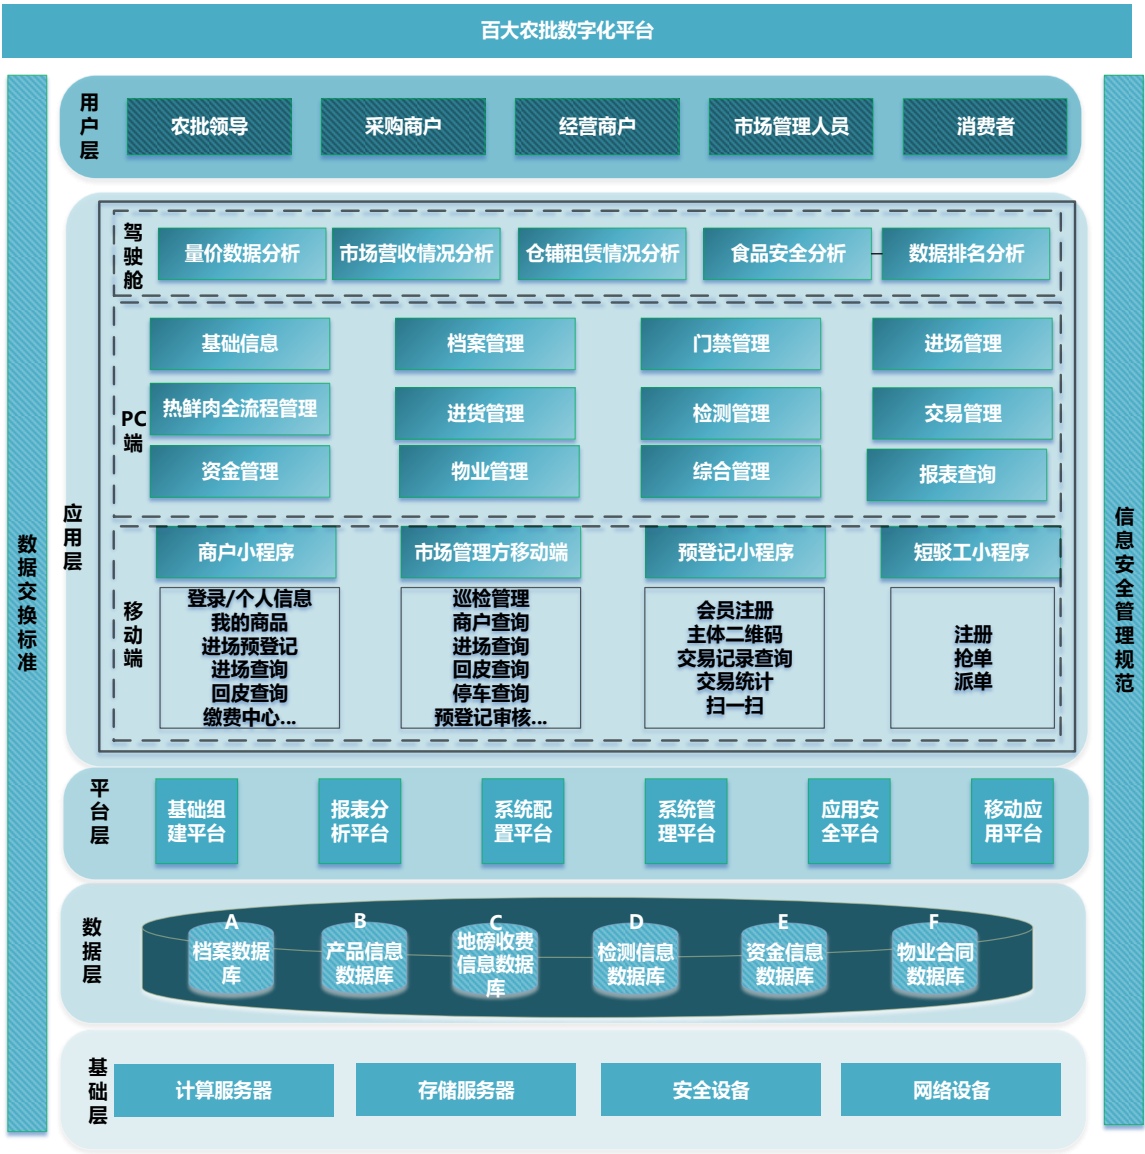 百大农批数字化平台
用
户
层
农批领导
采购商户
经营商户
市场管理人员
消费者
数
据
交
换
标
准
信
息
安
全
管
理
规
范
应
用
层
驾
驶
舱
量价数据分析
市场营收情况分析
仓铺租赁情况分析
食品安全分析
数据排名分析
PC
端
基础信息
档案管理
门禁管理
进场管理
热鲜肉全流程管理
进货管理
检测管理
交易管理
资金管理
物业管理
综合管理
报表查询
移
动
端
商户小程序
市场管理方移动端
预登记小程序
短驳工小程序
登录/个人信息
我的商品
进场预登记
进场查询
回皮查询
缴费中心...
巡检管理
商户查询
进场查询
回皮查询
停车查询
预登记审核...
会员注册
主体二维码
交易记录查询
交易统计
扫一扫
注册
抢单
派单
平
台
层
基础组
建平台
报表分
析平台
系统配
置平台
系统管
理平台
应用安
全平台
移动应
用平台
数
据
层
A
档案数据
库
B
产品信息
数据库
C
地磅收费
信息数据
库
D
检测信息
数据库
E
资金信息
数据库
F
物业合同
数据库
基
础
层
计算服务器
存储服务器
安全设备
网络设备